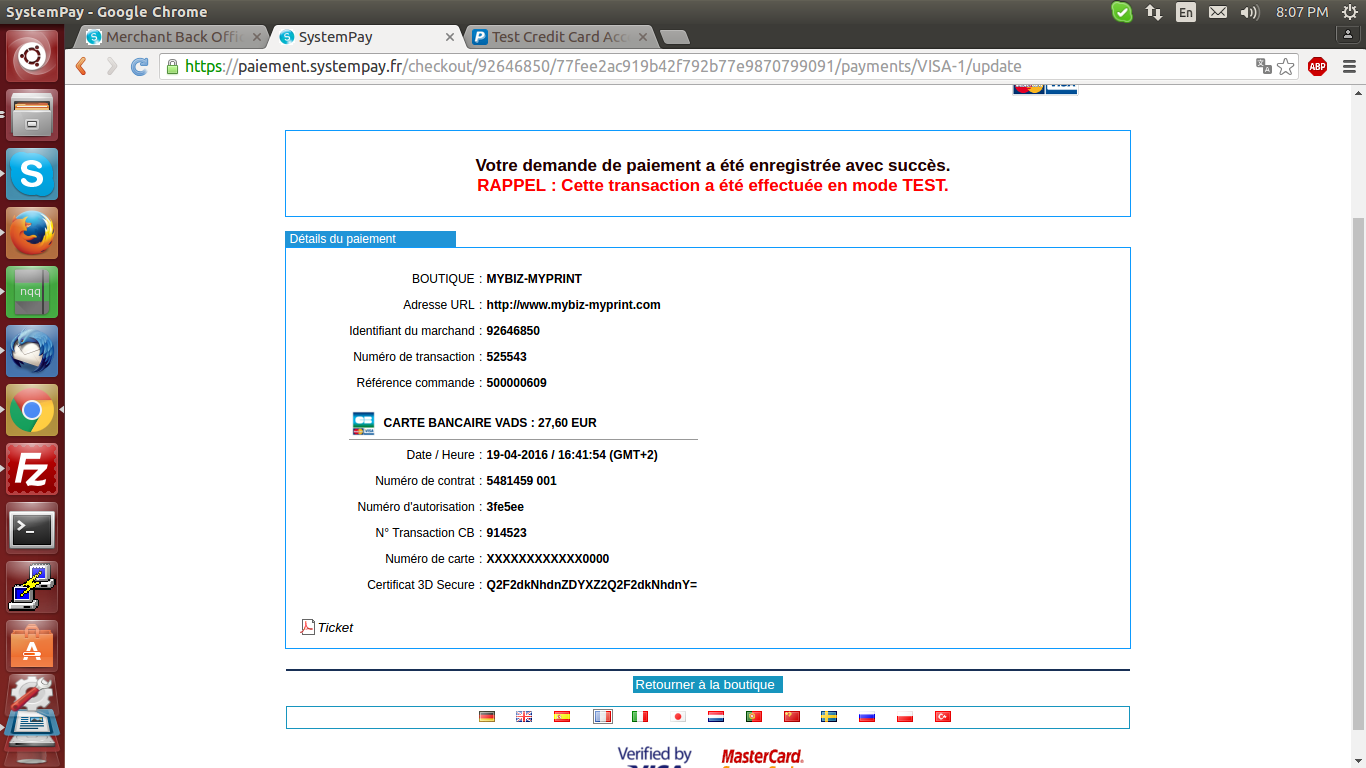 SystemPay - Google Chrome
En
8:07 PM
Merchant Back Offi
SystemPay
Test Credit Card Acc
https://paiement.systempay.fr/checkout/92646850/77fee2ac919b42f792b77e9870799091/payments/VISA-1/update
ABP
Votre demande de paiement a été enregistrée avec succès.
RAPPEL : Cette transaction a été effectuée en mode TEST.
Détails du paiement
BOUTIQUE : MYBIZ-MYPRINT
Adresse URL : http://www.mybiz-myprint.com
Identifiant du marchand : 92646850
Numéro de transaction : 525543
Référence commande : 500000609
CARTE BANCAIRE VADS : 27,60 EUR
Date / Heure : 19-04-2016 / 16:41:54 (GMT+2)
Numéro de contrat : 5481459 001
Numéro d'autorisation : 3fe5ee
N° Transaction CB : 914523
Numéro de carte : XXXXXXXXXXXX0000
Certificat 3D Secure : Q2F2dkNhdnZDYXZ2Q2F2dkNhdnY=
Ticket
Retourner à la boutique
Verified by
VISA
MasterCard.
nqq
Fz